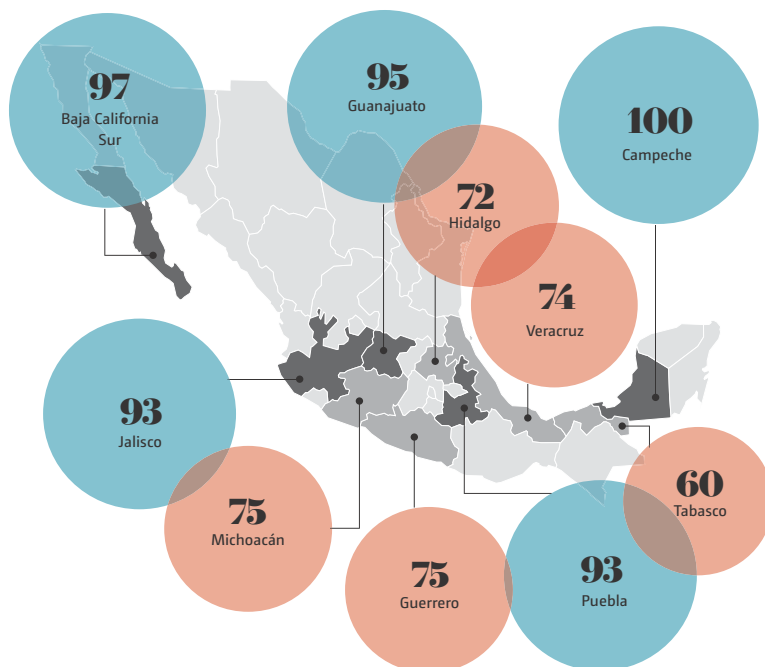 97
Baja California
Sur
95
Guanajuato
100
Campeche
72
Hidalgo
74
Veracruz
93
Jalisco
75
Michoacán
75
Guerrero
93
Puebla
60
Tabasco